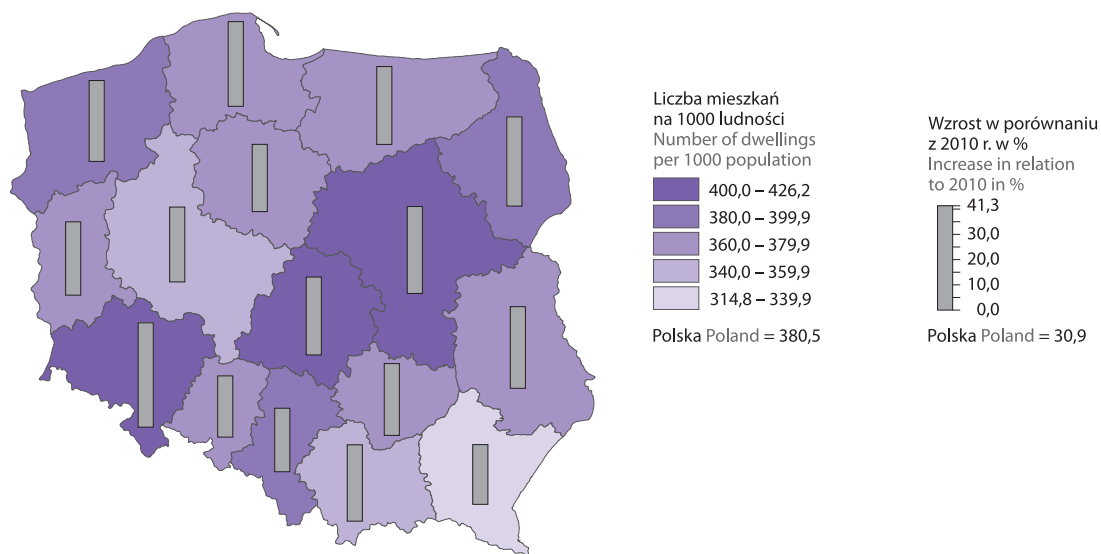 Liczba mieszkań
na 1000 ludności
Number of dwellings
per 1000 population
400,0 – 426,2
380,0 – 399,9
360,0 – 379,9
340,0 – 359,9
314,8 – 339,9
Polska Poland = 380,5
Wzrost w porównaniu
z 2010 r. w %
Increase in relation
to 2010 in %
41,3
30,0
20,0
10,0
0,0
Polska Poland = 30,9